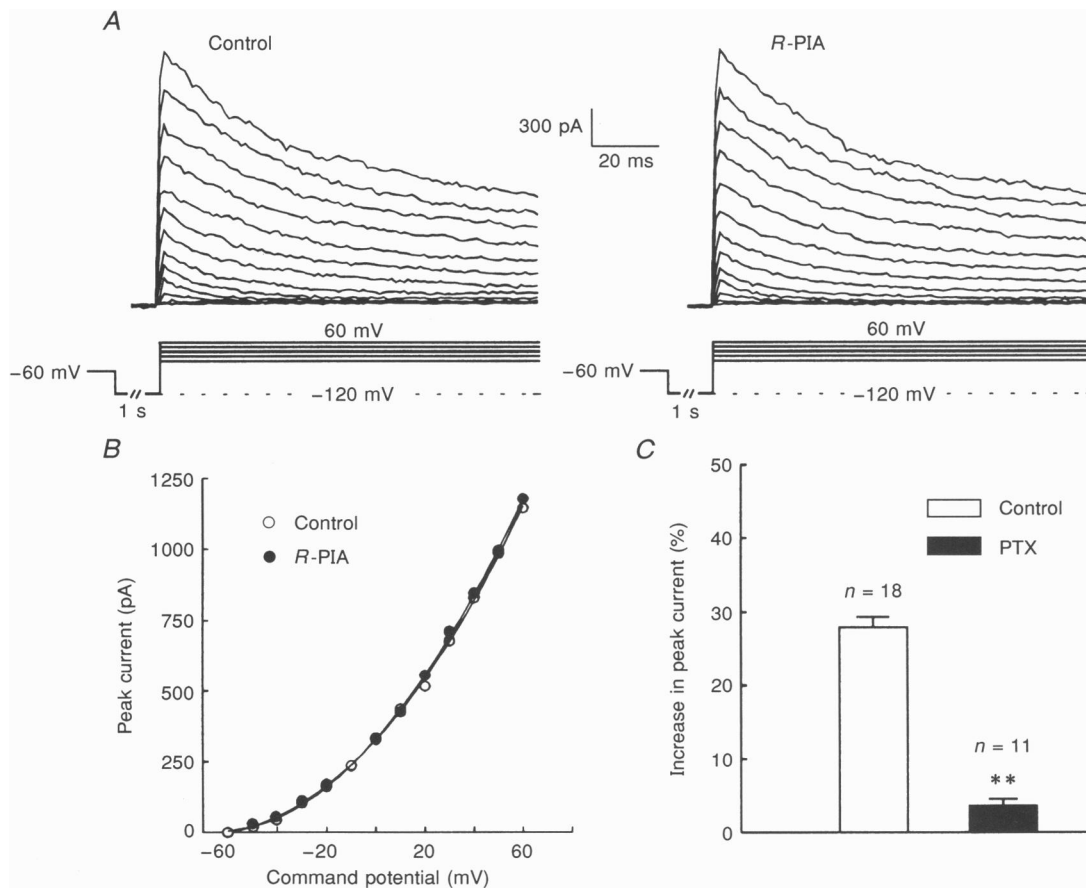 A
Control
R-PIA
300 pA
20 ms
60 mV
−60 mV
−120 mV
1 s
60 mV
−60 mV
−120 mV
1 s
B
1250
1000
750
500
250
0
Peak current (pA)
Control
R-PIA
−60
−20
20
60
Command potential (mV)
C
50
40
30
20
10
0
Increase in peak current (%)
Control
PTX
n = 18
n = 11
**